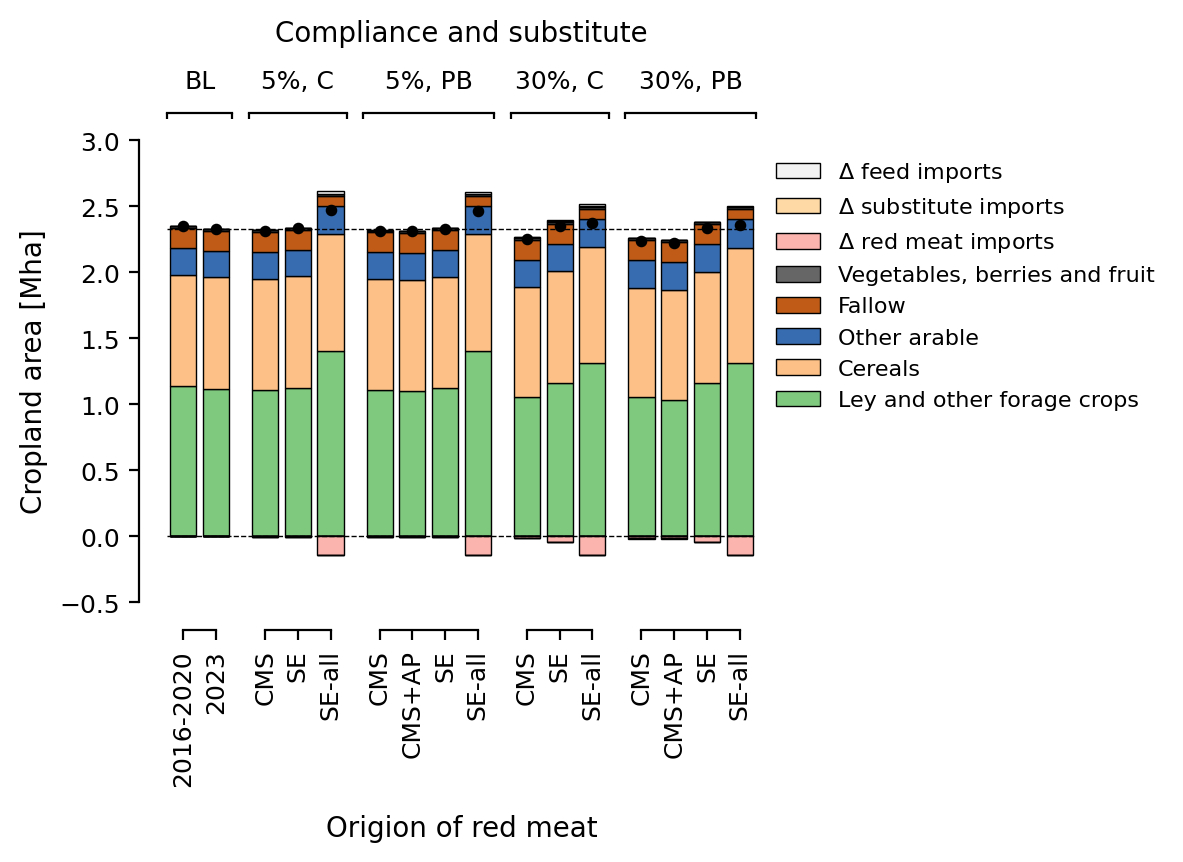 Compliance and substitute
BL 5%, C 5%, PB 30%, C 30%, PB
Cropland area [Mha]
3.0
2.5
2.0
1.5
1.0
0.5
0.0
−0.5
Δ feed imports
Δ substitute imports
Δ red meat imports
Vegetables, berries and fruit
Fallow
Other arable
Cereals
Ley and other forage crops
2016-2020
2023
CMS
SE
SE-all
CMS
CMS+AP
SE
SE-all
CMS
SE
SE-all
CMS
CMS+AP
SE
SE-all
Origion of red meat